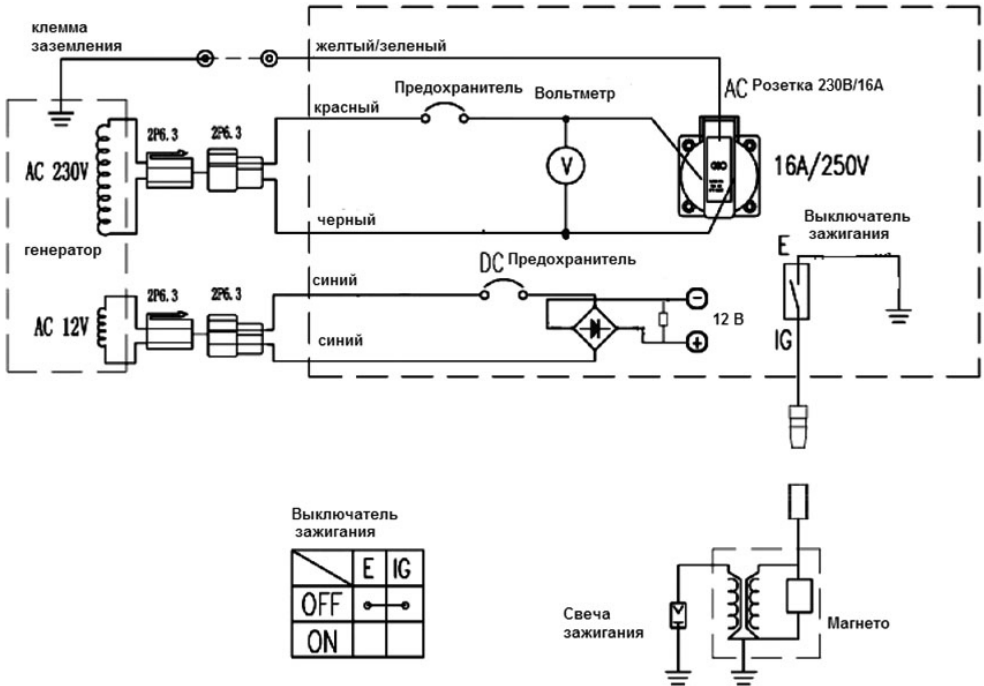 клемма
заземления
желтый/зеленый
AC Розетка 230В/16А
Предохранитель
Вольтметр
красный
2P6.3
2P6.3
AC 230V
V
16A/250V
черный
генератор
Выключатель
зажигания
E
DC Предохранитель
синий
2P6.3
2P6.3
AC 12V
12 В
синий
IG
Выключатель
зажигания
E IG
OFF
ON
Свеча
зажигания
Магнето